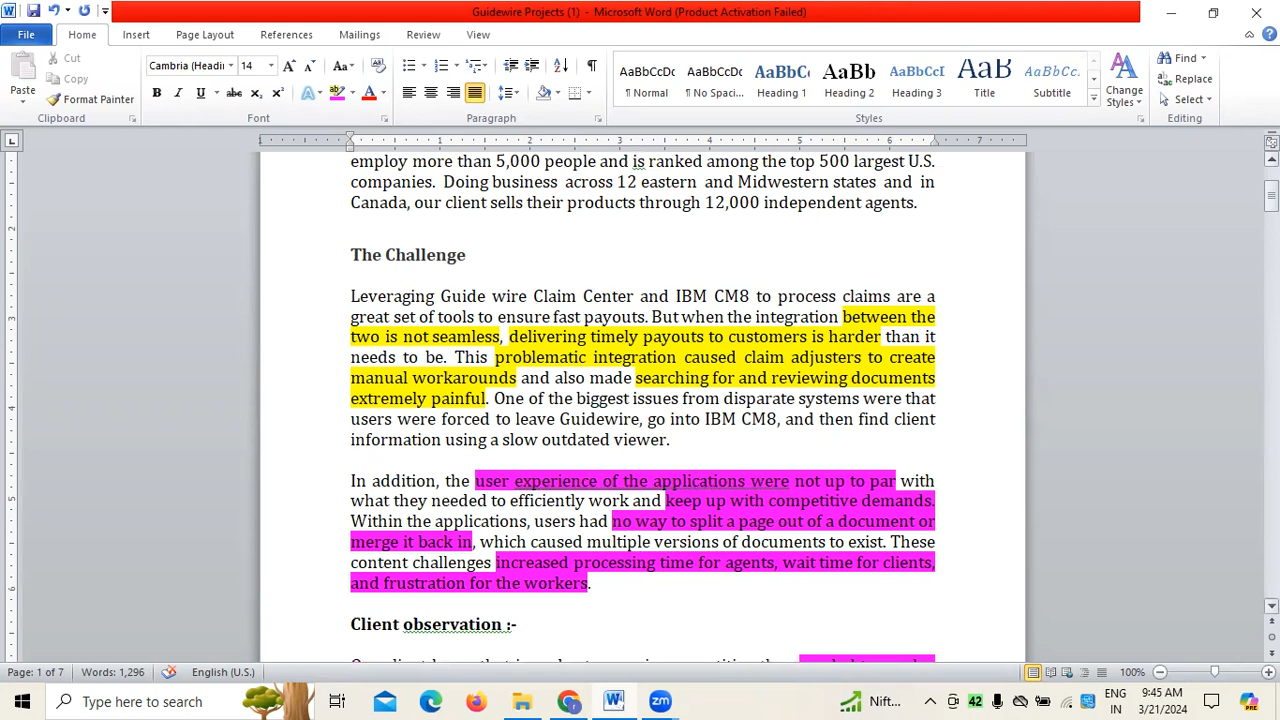 Guidewire Projects (1) - Microsoft Word (Product Activation Failed)
File Home Insert Page Layout References Mailings Review View
Cut
Copy
Format Painter
Paste
Clipboard
Cambria (Headin 14
Font
Paragraph
AaBbCcDc AaBbCcDc AaBbCc AaBb AaBbCcI AaB AaBbCc.
¶ Normal ¶ No Spaci... Heading 1 Heading 2 Heading 3 Title Subtitle
Change Styles
Styles
Find
Replace
Select
Editing
employ more than 5,000 people and is ranked among the top 500 largest U.S.
companies. Doing business across 12 eastern and Midwestern states and in
Canada, our client sells their products through 12,000 independent agents.
The Challenge
Leveraging Guide wire Claim Center and IBM CM8 to process claims are a
great set of tools to ensure fast payouts. But when the integration between the
two is not seamless, delivering timely payouts to customers is harder than it
needs to be. This problematic integration caused claim adjusters to create
manual workarounds and also made searching for and reviewing documents
extremely painful. One of the biggest issues from disparate systems were that
users were forced to leave Guidewire, go into IBM CM8, and then find client
information using a slow outdated viewer.
In addition, the user experience of the applications were not up to par with
what they needed to efficiently work and keep up with competitive demands.
Within the applications, users had no way to split a page out of a document or
merge it back in, which caused multiple versions of documents to exist. These
content challenges increased processing time for agents, wait time for clients,
and frustration for the workers.
Client observation :-
Page: 1 of 7 Words: 1,296 English (U.S.) 100%
Type here to search
Nift...
42
ENG
IN
9:45 AM
3/21/2024